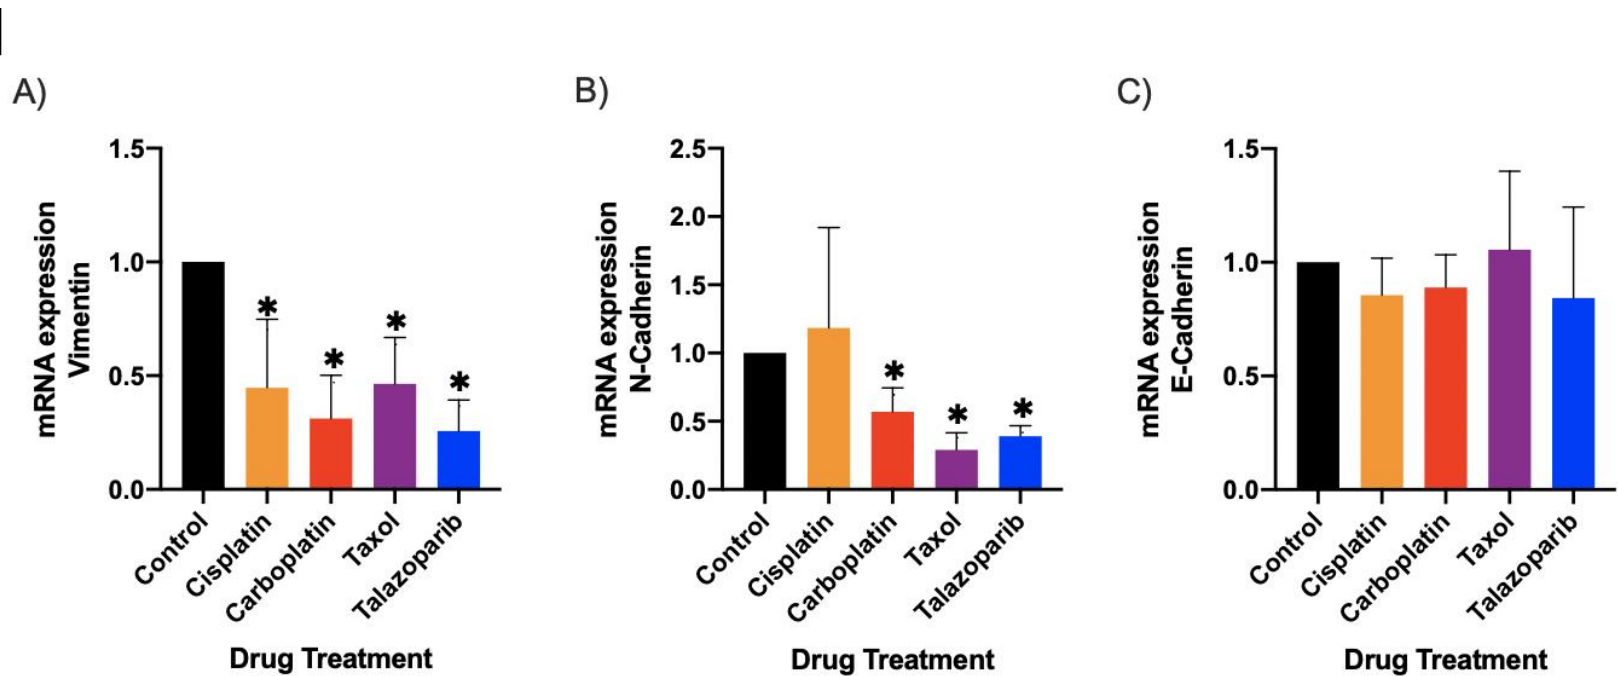 A)
mRNA expression
Vimentin
1.5
1.0
0.5
0.0
*
*
*
*
Control
Cisplatin
Carboplatin
Taxol
Talazoparib
Drug Treatment
B)
mRNA expression
N-Cadherin
2.5
2.0
1.5
1.0
0.5
0.0
*
*
*
Control
Cisplatin
Carboplatin
Taxol
Talazoparib
Drug Treatment
C)
mRNA expression
E-Cadherin
1.5
1.0
0.5
0.0
Control
Cisplatin
Carboplatin
Taxol
Talazoparib
Drug Treatment